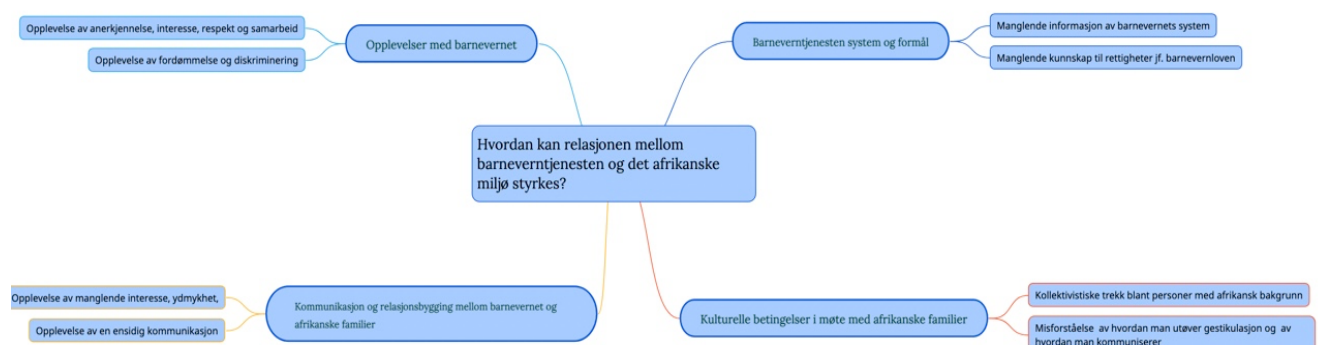 Opplevelse av anerkjennelse, interesse, respekt og samarbeid
Opplevelse av fordømmelse og diskriminering
Opplevelser med barnevernet
Barneverntjenesten system og formål
Manglende informasjon av barnevernets system
Manglende kunnskap til rettigheter jf. barnevernloven
Hvordan kan relasjonen mellom
barneverntjenesten og det afrikanske
miljø styrkes?
Opplevelse av manglende interesse, ydmykhet,
Opplevelse av en ensidig kommunikasjon
Kommunikasjon og relasjonsbygging mellom barnevernet og
afrikanske familier
Kulturelle betingelser i møte med afrikanske familier
Kollektivistiske trekk blant personer med afrikansk bakgrunn
Misforståelse av hvordan man utøver gestikulasjon og av
hvordan man kommuniserer